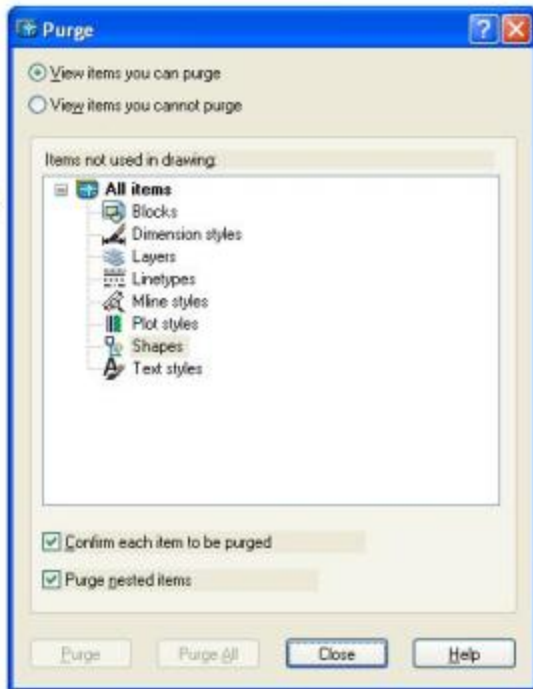 Purge
View items you can purge
View items you cannot purge
Items not used in drawing:
All items
Blocks
Dimension styles
Layers
Linetypes
Mline styles
Plot styles
Shapes
Text styles
Confirm each item to be purged
Purge nested items
Purge
Purge All
Close
Help